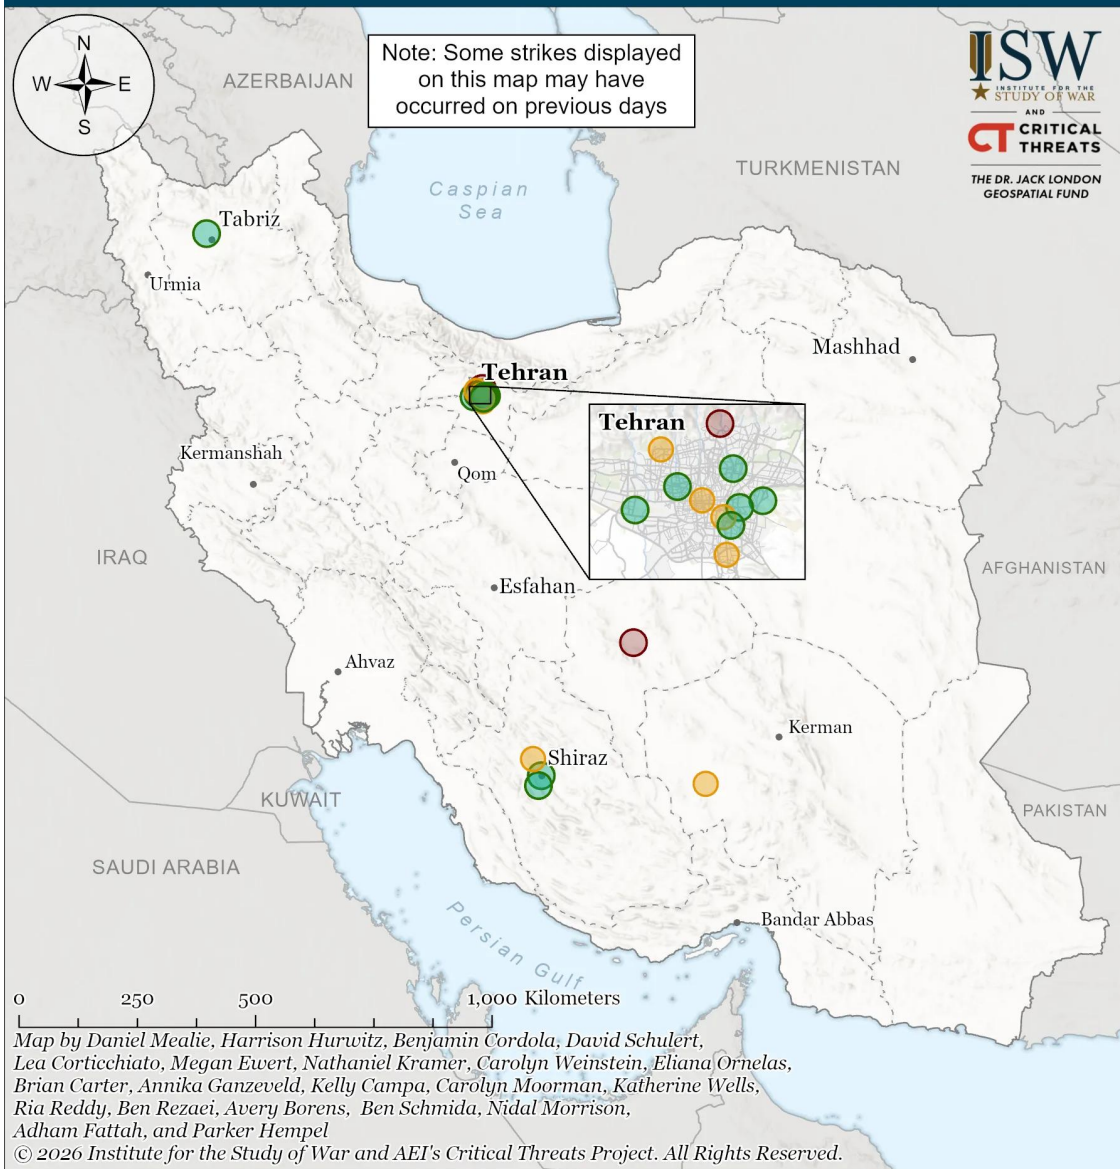 N
W
E
S
Note: Some strikes displayed
on this map may have
occurred on previous days
ISW
INSTITUTE FOR THE
STUDY OF WAR
AND
CT CRITICAL
THREATS
THE DR. JACK LONDON
GEOSPATIAL FUND
AZERBAIJAN
TURKMENISTAN
Caspian
Sea
Tabriz
Urmia
Mashhad
Tehran
Tehran
Kermanshah
Qom
IRAQ
Esfahan
AFGHANISTAN
Ahvaz
Kerman
Shiraz
KUWAIT
PAKISTAN
SAUDI ARABIA
Bandar Abbas
Persian Gulf
0 250 500 1,000 Kilometers
Map by Daniel Mealie, Harrison Hurwitz, Benjamin Cordola, David Schulert,
Lea Corticchiato, Megan Ewert, Nathaniel Kramer, Carolyn Weinstein, Eliana Ornelas,
Brian Carter, Annika Ganzeveld, Kelly Campa, Carolyn Moorman, Katherine Wells,
Ria Reddy, Ben Rezaei, Avery Borens, Ben Schmida, Nidal Morrison,
Adham Fattah, and Parker Hempel
© 2026 Institute for the Study of War and AEI's Critical Threats Project. All Rights Reserved.